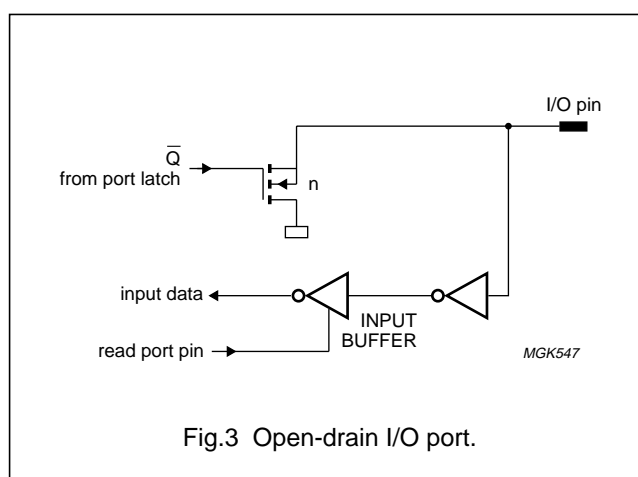 I/O pin
Q̅
from port latch
n
input data
INPUT
BUFFER
read port pin
MGK547
Fig.3 Open-drain I/O port.